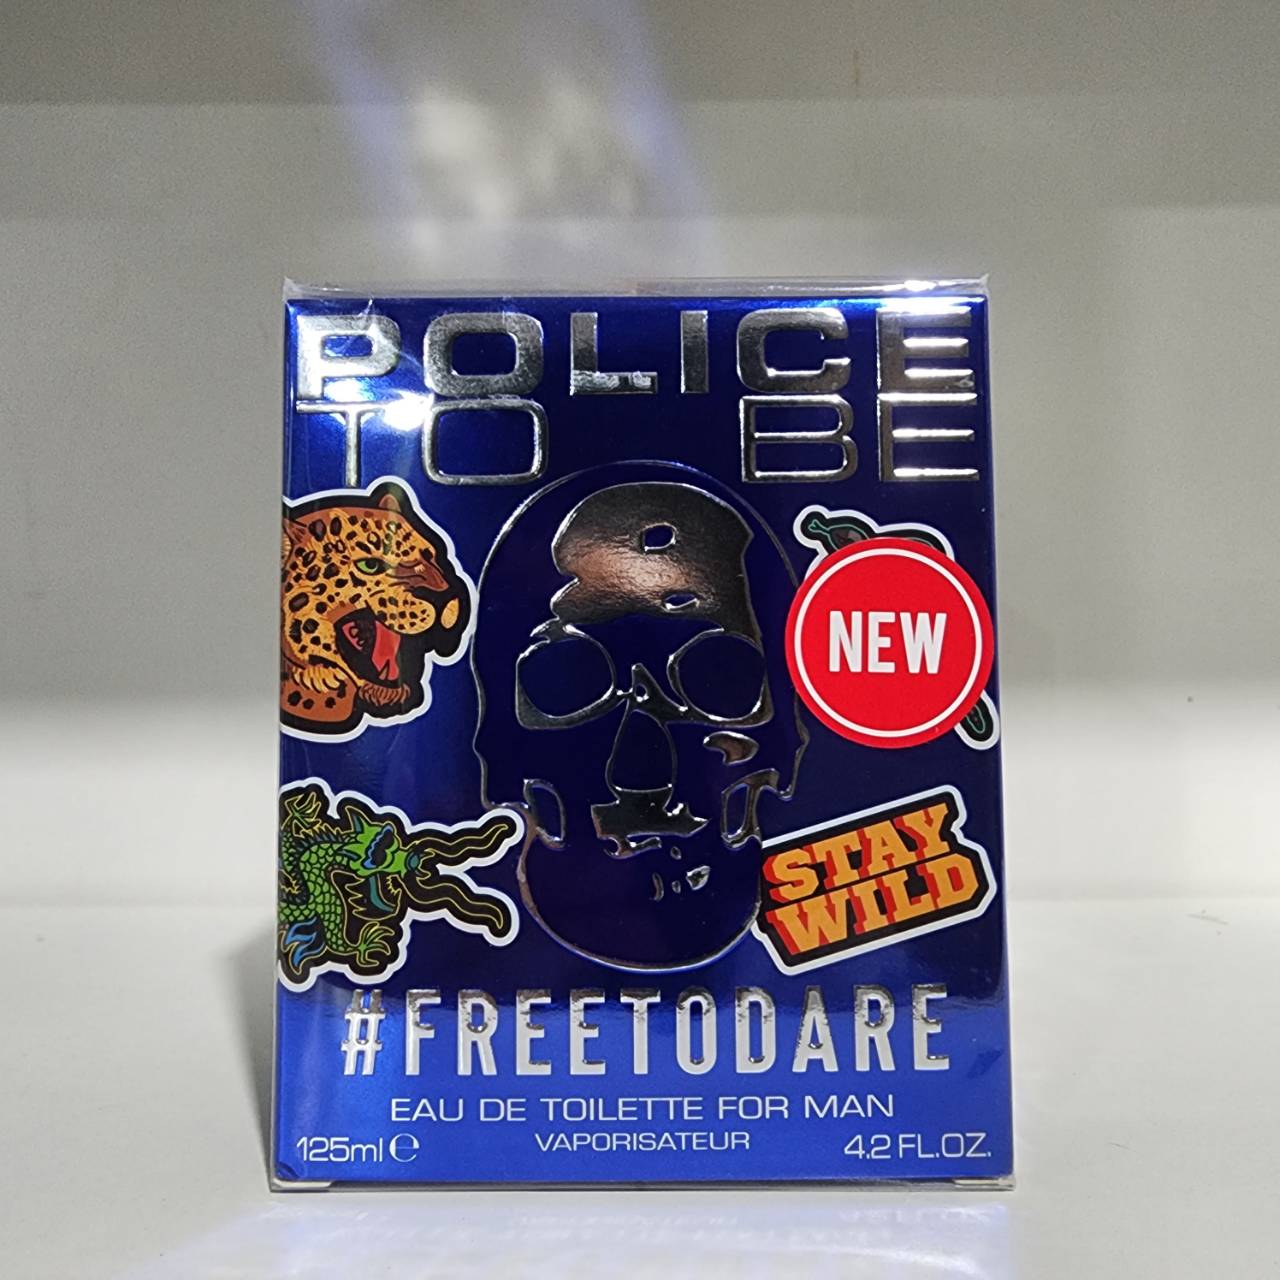 POLICE
TO BE
NEW
STAY
WILD
#FREETODARE
EAU DE TOILETTE FOR MAN
125ml ℮ VAPORISATEUR 4.2 FL.OZ.